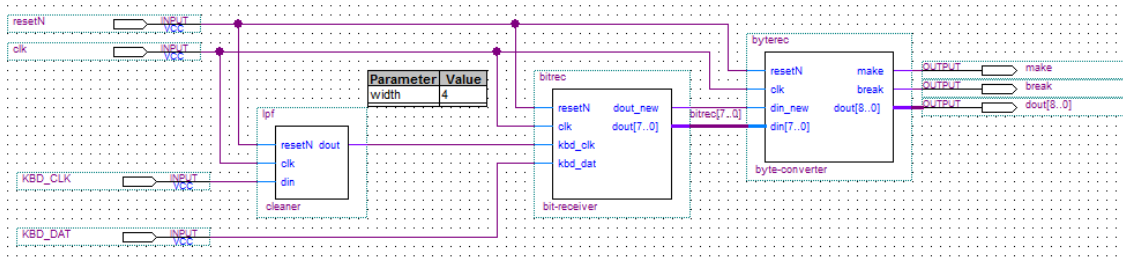 resetN INPUT VCC
clk INPUT VCC
Parameter Value
width 4
lpf
resetN dout
clk
din
cleaner
KBD_CLK INPUT VCC
KBD_DAT INPUT VCC
bitrec
resetN dout_new
clk dout[7..0]
kbd_clk
kbd_dat
bit-receiver
bitrec[7..0]
byterec
resetN make
clk break
din_new dout[8..0]
din[7..0]
byte-converter
OUTPUT make
OUTPUT break
OUTPUT dout[8..0]